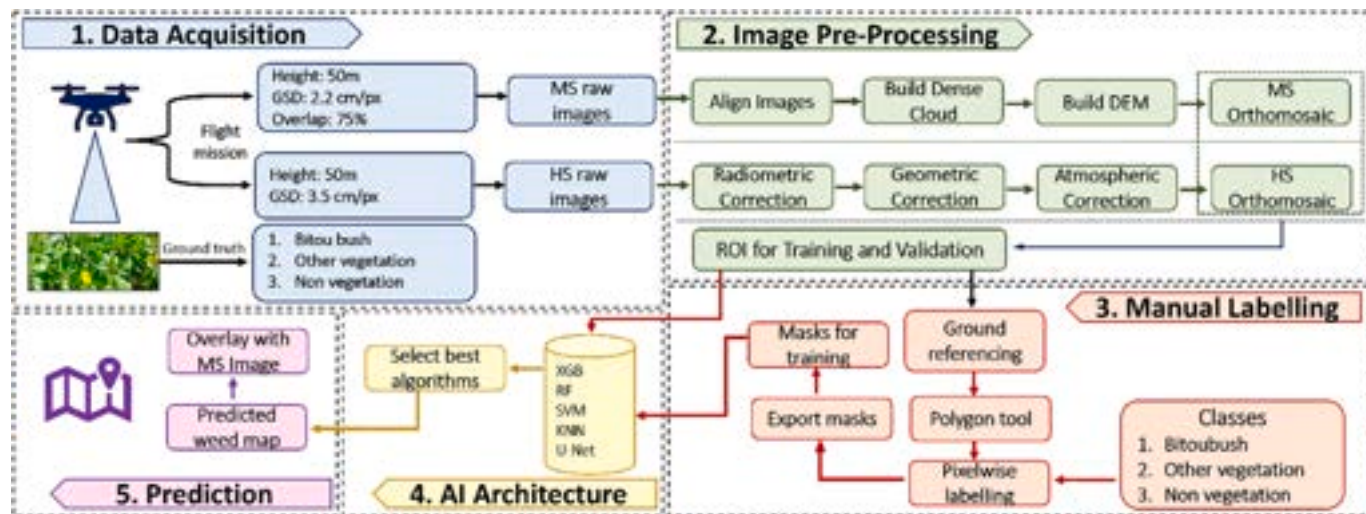 1. Data Acquisition
Height: 50m
GSD: 2.2 cm/px
Overlap: 75%
MS raw
images
Flight
mission
Height: 50m
GSD: 3.5 cm/px
HS raw
images
Ground truth
1. Bitou bush
2. Other vegetation
3. Non vegetation
2. Image Pre-Processing
Align Images
Build Dense
Cloud
Build DEM
MS
Orthomosaic
Radiometric
Correction
Geometric
Correction
Atmospheric
Correction
HS
Orthomosaic
ROI for Training and Validation
3. Manual Labelling
Ground
referencing
Polygon tool
Pixelwise
labelling
Classes
1. Bitoubush
2. Other vegetation
3. Non vegetation
Export masks
Masks for
training
XGB
RF
SVM
KNN
U-Net
Select best
algorithms
4. AI Architecture
Overlay with
MS Image
Predicted
weed map
5. Prediction